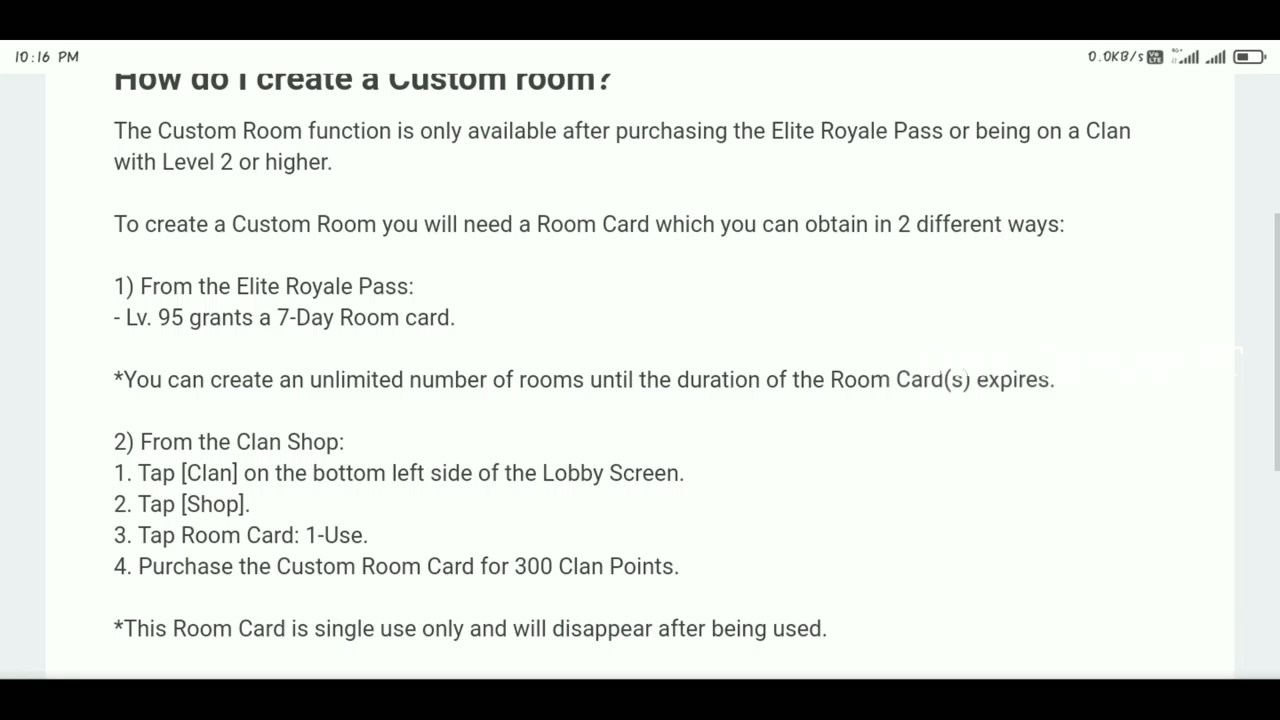 10:16 PM
0.0KB/s
Vo
LTE
4G+
How do I create a Custom room?
The Custom Room function is only available after purchasing the Elite Royale Pass or being on a Clan
with Level 2 or higher.
To create a Custom Room you will need a Room Card which you can obtain in 2 different ways:
1) From the Elite Royale Pass:
- Lv. 95 grants a 7-Day Room card.
*You can create an unlimited number of rooms until the duration of the Room Card(s) expires.
2) From the Clan Shop:
1. Tap [Clan] on the bottom left side of the Lobby Screen.
2. Tap [Shop].
3. Tap Room Card: 1-Use.
4. Purchase the Custom Room Card for 300 Clan Points.
*This Room Card is single use only and will disappear after being used.